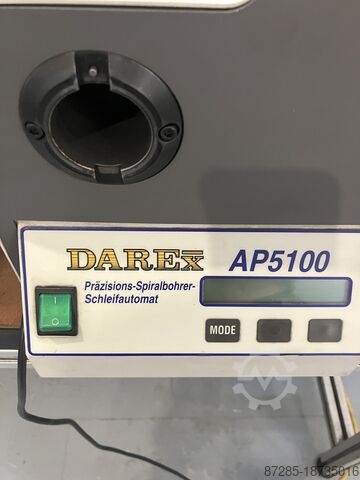 DAREX AP5100
Präzisions-Spiralbohrer-
Schleifautomat
MODE
87285-18735016